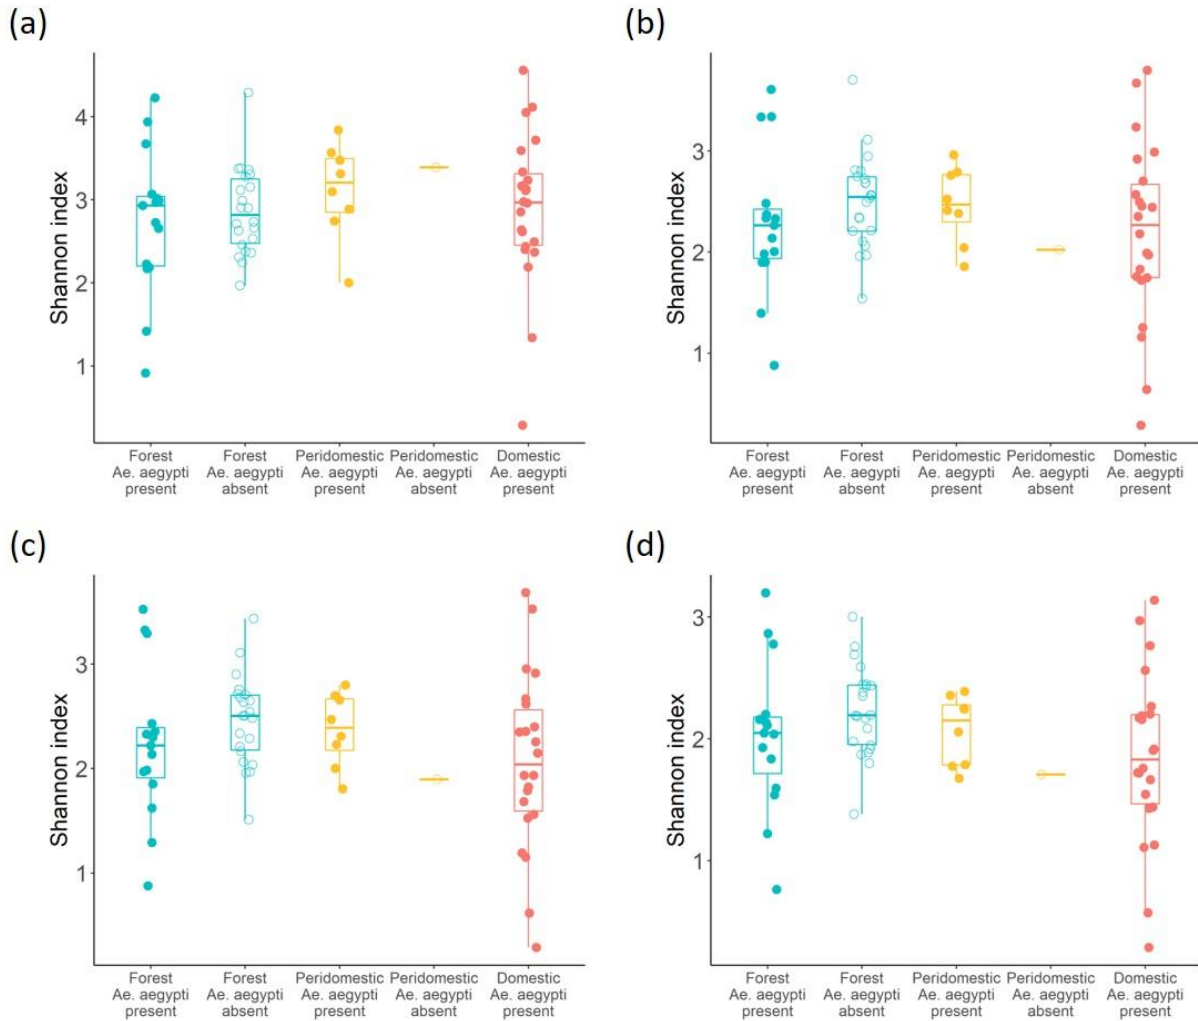 (a)
(b)
Shannon index
4
3
2
1
Forest Ae. aegypti present
Forest Ae. aegypti absent
Peridomestic Ae. aegypti present
Peridomestic Ae. aegypti absent
Domestic Ae. aegypti present
Shannon index
3
2
1
Forest Ae. aegypti present
Forest Ae. aegypti absent
Peridomestic Ae. aegypti present
Peridomestic Ae. aegypti absent
Domestic Ae. aegypti present
(c)
(d)
Shannon index
3
2
1
Forest Ae. aegypti present
Forest Ae. aegypti absent
Peridomestic Ae. aegypti present
Peridomestic Ae. aegypti absent
Domestic Ae. aegypti present
Shannon index
3
2
1
Forest Ae. aegypti present
Forest Ae. aegypti absent
Peridomestic Ae. aegypti present
Peridomestic Ae. aegypti absent
Domestic Ae. aegypti present